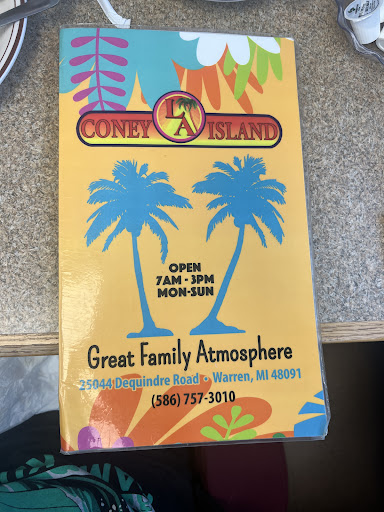 CONEY LA ISLAND
OPEN
7AM - 3PM
MON-SUN
Great Family Atmosphere
25044 Dequindre Road • Warren, MI 48091
(586) 757-3010